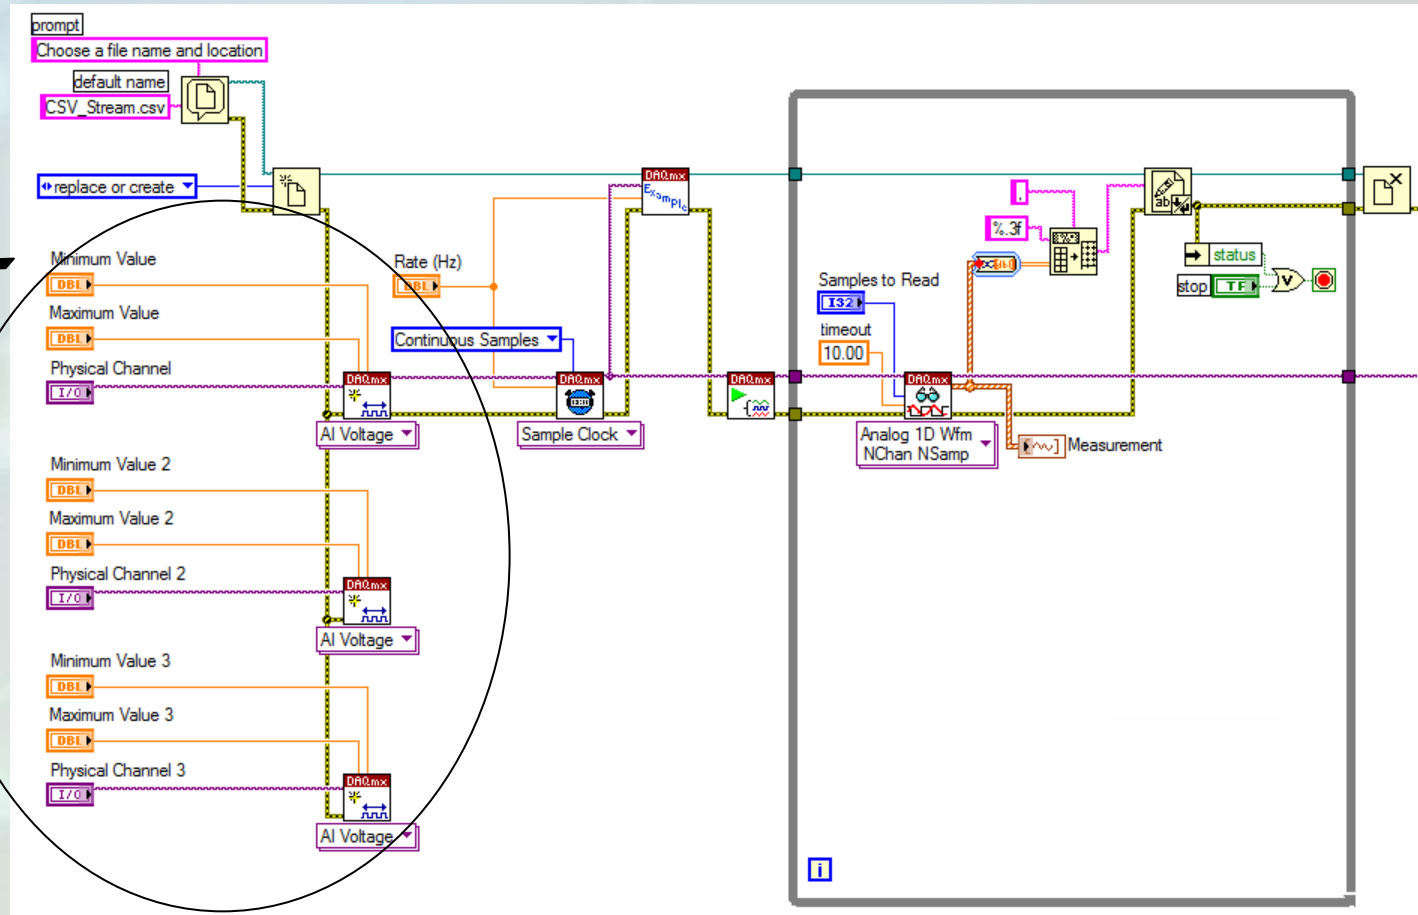 prompt
Choose a file name and location
default name
CSV_Stream.csv
replace or create
DAQmx
Example
Minimum Value
DBL
Maximum Value
DBL
Physical Channel
I/O
DAQmx
AI Voltage
Rate (Hz)
DBL
Continuous Samples
DAQmx
Sample Clock
DAQmx
Samples to Read
I32
timeout
10.00
DAQmx
Analog 1D Wfm
NChan NSamp
Measurement
,
%.3f
ab
status
stop
TF
V
Minimum Value 2
DBL
Maximum Value 2
DBL
Physical Channel 2
I/O
DAQmx
AI Voltage
Minimum Value 3
DBL
Maximum Value 3
DBL
Physical Channel 3
I/O
DAQmx
AI Voltage
i